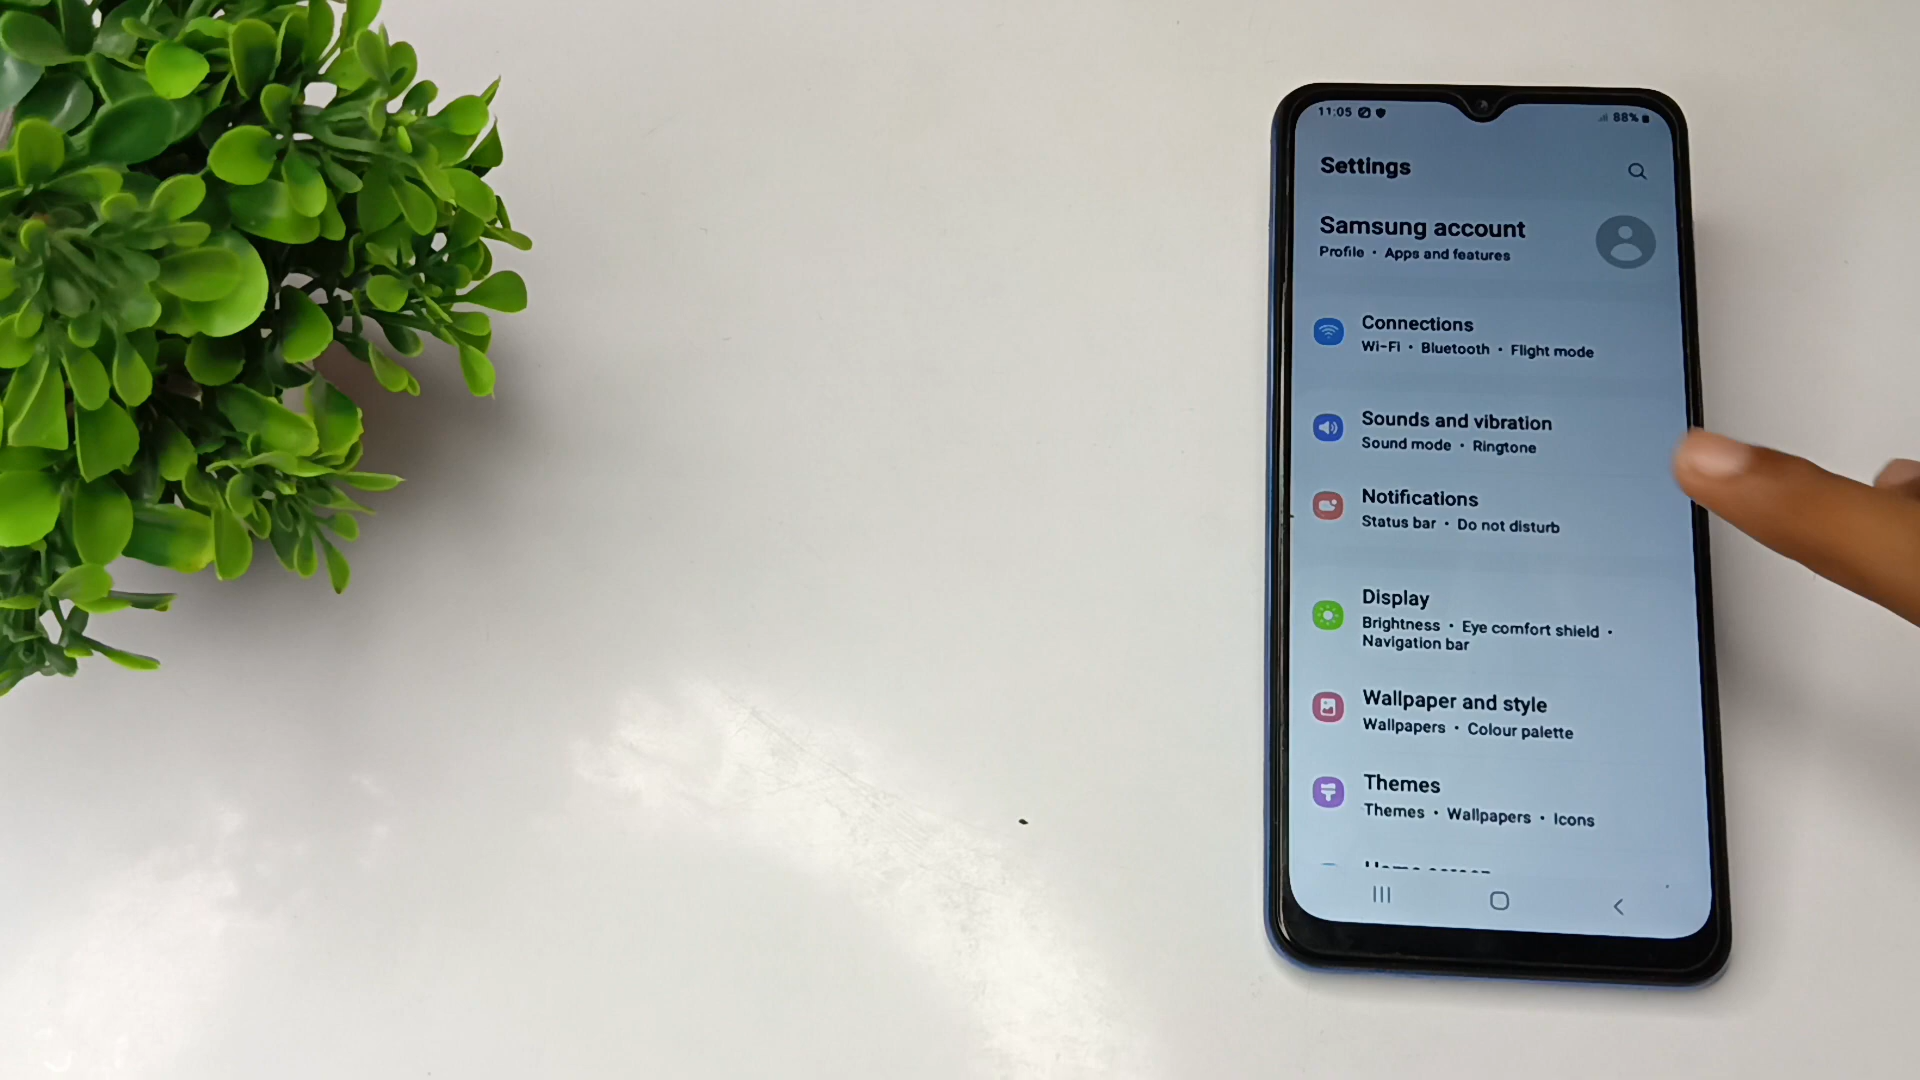 11:05
88%
Settings
Samsung account
Profile • Apps and features
Connections
Wi-Fi • Bluetooth • Flight mode
Sounds and vibration
Sound mode • Ringtone
Notifications
Status bar • Do not disturb
Display
Brightness • Eye comfort shield •
Navigation bar
Wallpaper and style
Wallpapers • Colour palette
Themes
Themes • Wallpapers • Icons